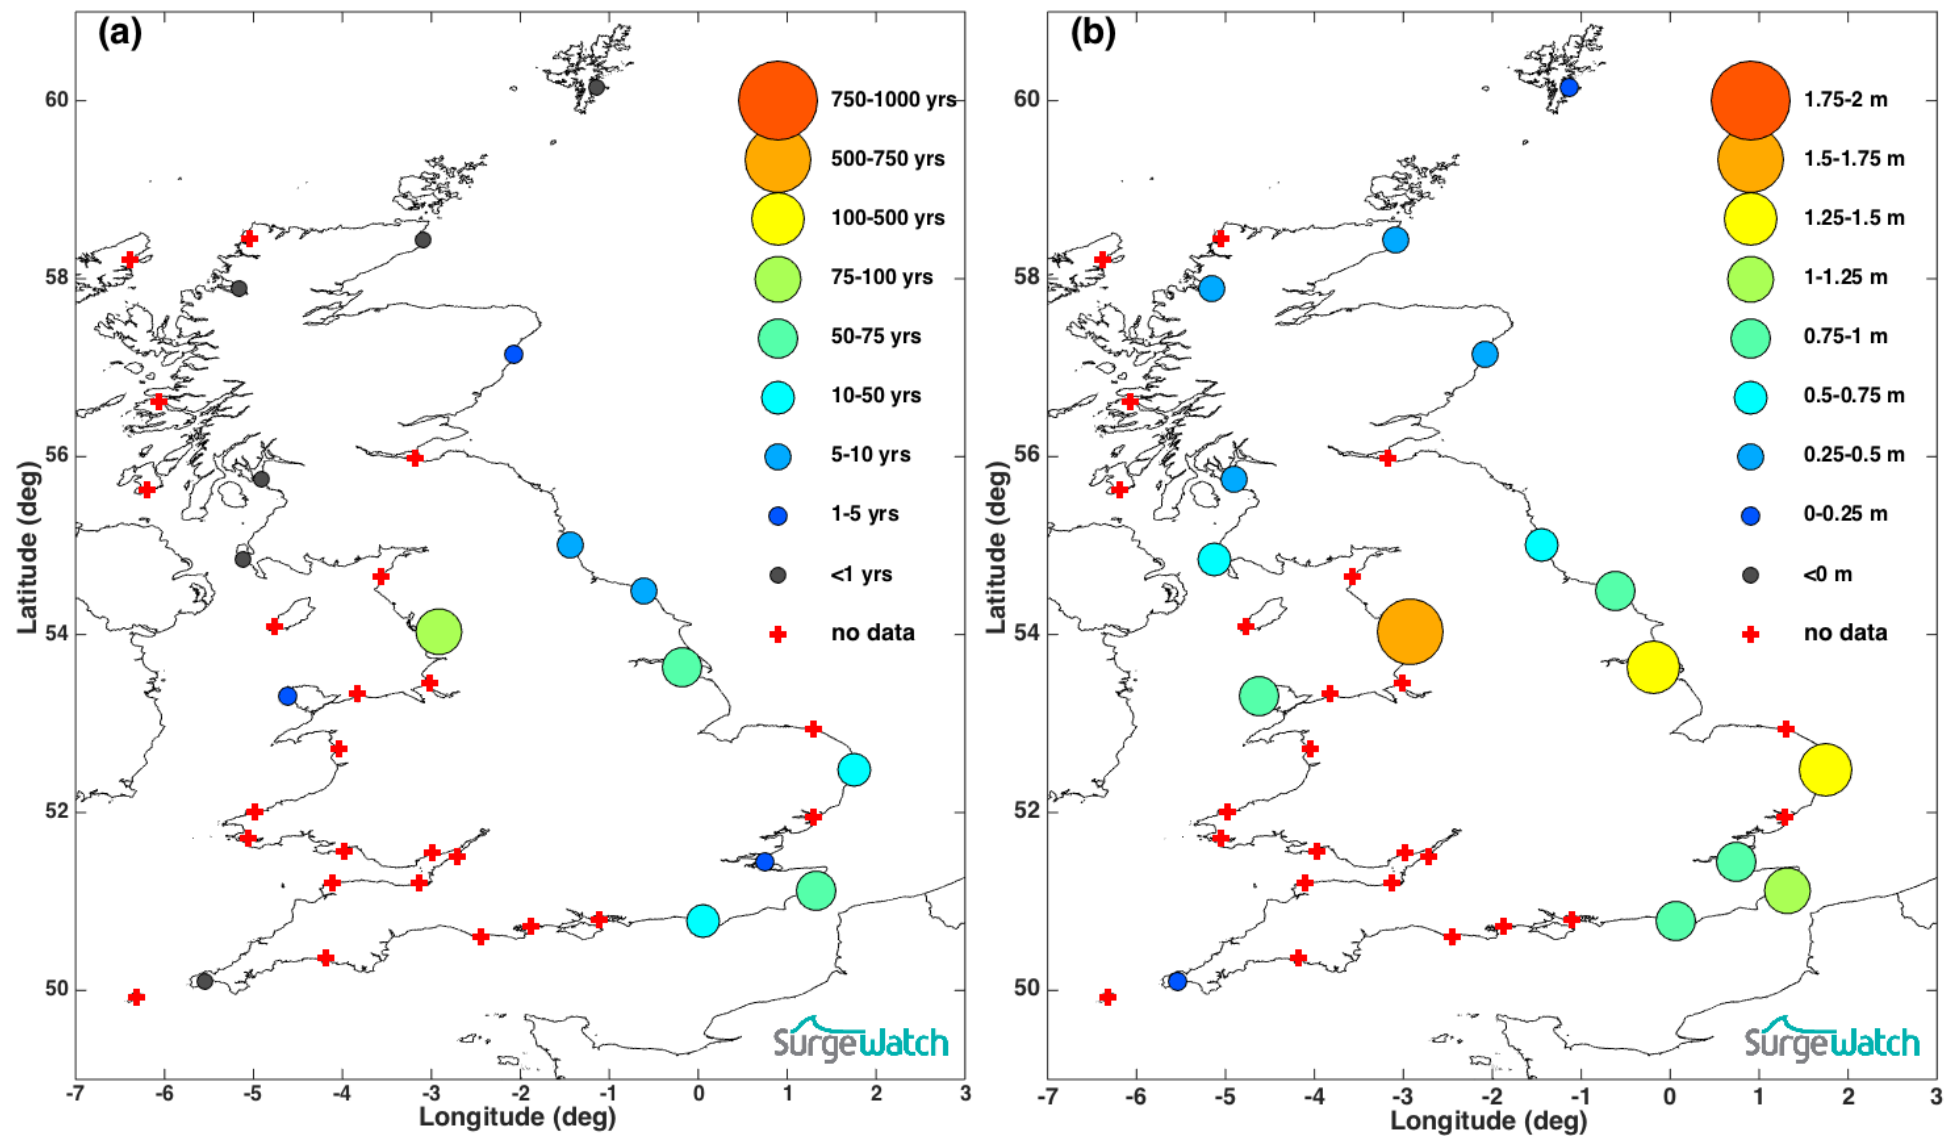 (a)
750-1000 yrs
500-750 yrs
100-500 yrs
75-100 yrs
50-75 yrs
10-50 yrs
5-10 yrs
1-5 yrs
<1 yrs
no data
60
58
56
54
52
50
Latitude (deg)
-7 -6 -5 -4 -3 -2 -1 0 1 2 3
Longitude (deg)
SurgeWatch
(b)
1.75-2 m
1.5-1.75 m
1.25-1.5 m
1-1.25 m
0.75-1 m
0.5-0.75 m
0.25-0.5 m
0-0.25 m
<0 m
no data
60
58
56
54
52
50
Latitude (deg)
-7 -6 -5 -4 -3 -2 -1 0 1 2 3
Longitude (deg)
SurgeWatch